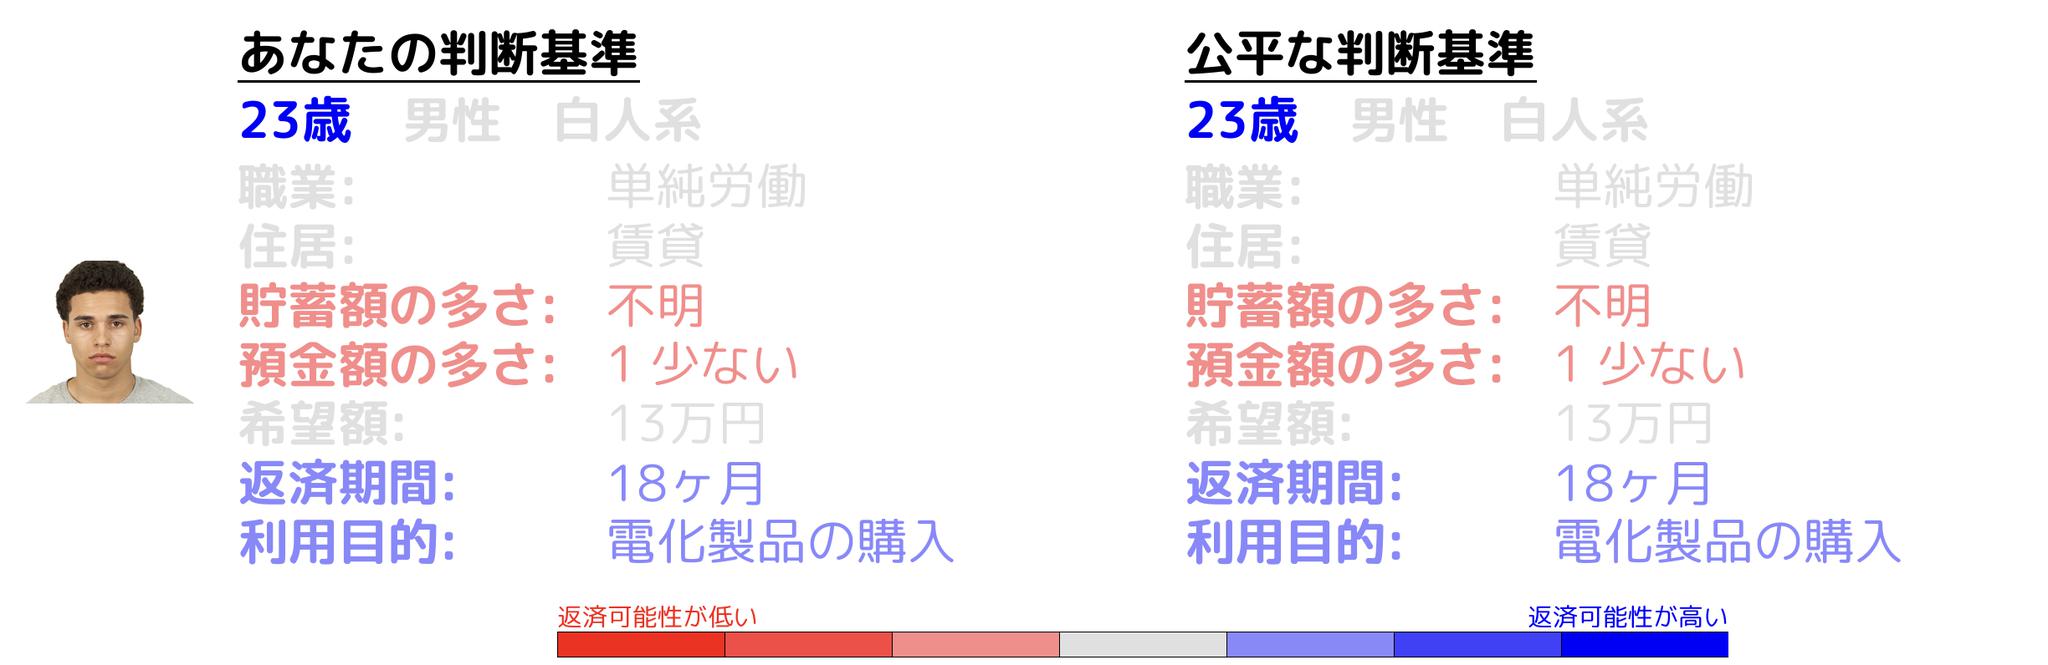 あなたの判断基準
23歳 男性 白人系
職業: 単純労働
住居: 賃貸
貯蓄額の多さ: 不明
預金額の多さ: 1 少ない
希望額: 13万円
返済期間: 18ヶ月
利用目的: 電化製品の購入
公平な判断基準
23歳 男性 白人系
職業: 単純労働
住居: 賃貸
貯蓄額の多さ: 不明
預金額の多さ: 1 少ない
希望額: 13万円
返済期間: 18ヶ月
利用目的: 電化製品の購入
返済可能性が低い
返済可能性が高い